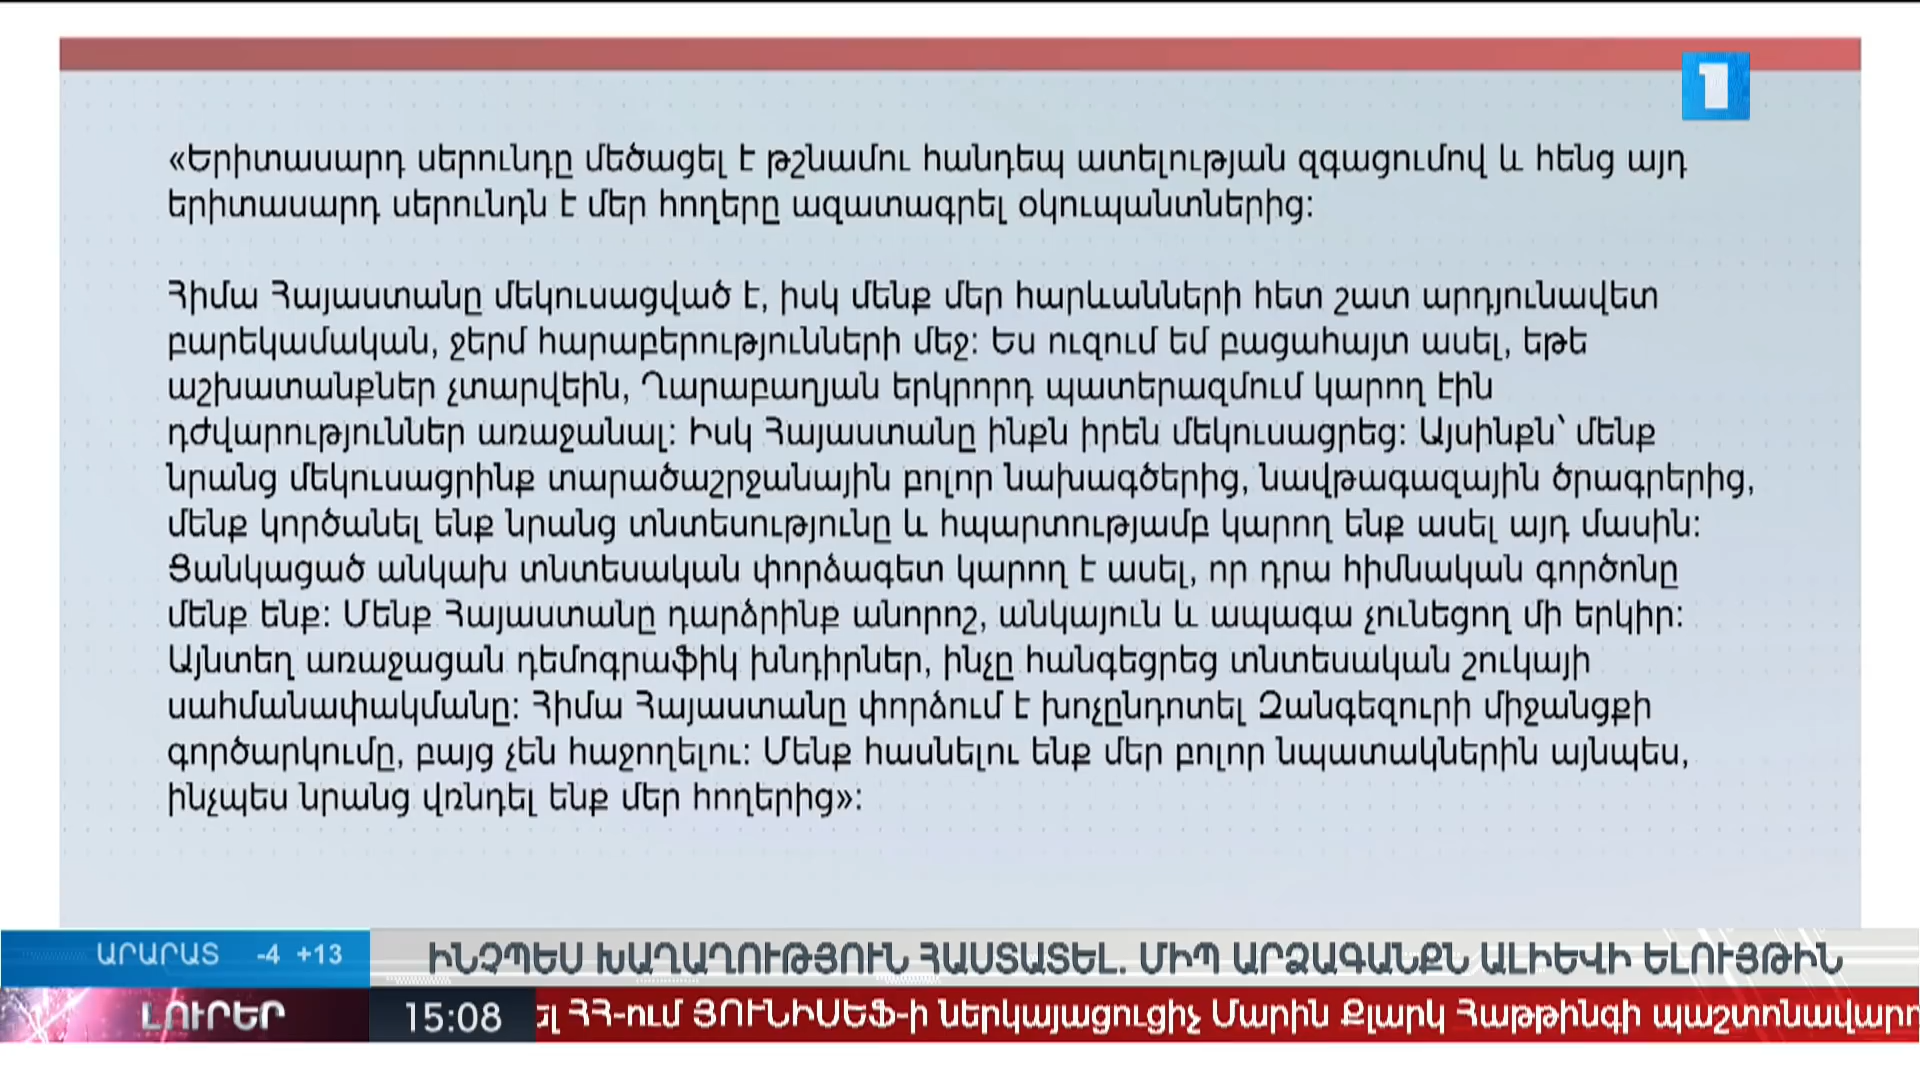 1
«Երիտասարդ սերունդը մեծացել է թշնամու հանդեպ ատելության զգացումով և հենց այդ
երիտասարդ սերունդն է մեր հողերը ազատագրել օկուպանտներից:
Հիմա Հայաստանը մեկուսացված է, իսկ մենք մեր հարևանների հետ շատ արդյունավետ
բարեկամական, ջերմ հարաբերությունների մեջ: Ես ուզում եմ բացահայտ ասել, եթե
աշխատանքներ չտարվեին, Ղարաբաղյան երկրորդ պատերազմում կարող էին
դժվարություններ առաջանալ: Իսկ Հայաստանը ինքն իրեն մեկուսացրեց: Այսինքն՝ մենք
նրանց մեկուսացրինք տարածաշրջանային բոլոր նախագծերից, նավթագազային ծրագրերից,
մենք կործանել ենք նրանց տնտեսությունը և հպարտությամբ կարող ենք ասել այդ մասին:
Ցանկացած անկախ տնտեսական փորձագետ կարող է ասել, որ դրա հիմնական գործոնը
մենք ենք: Մենք Հայաստանը դարձրինք անորոշ, անկայուն և ապագա չունեցող մի երկիր:
Այնտեղ առաջացան դեմոգրաֆիկ խնդիրներ, ինչը հանգեցրեց տնտեսական շուկայի
սահմանափակմանը: Հիմա Հայաստանը փորձում է խոչընդոտել Զանգեզուրի միջանցքի
գործարկումը, բայց չեն հաջողելու: Մենք հասնելու ենք մեր բոլոր նպատակներին այնպես,
ինչպես նրանց վռնդել ենք մեր հողերից»:
ԱՐԱՐԱՏ -4 +13
ԻՆՉՊԵՍ ԽԱՂԱՂՈՒԹՅՈՒՆ ՀԱՍՏԱՏԵԼ. ՄԻՊ ԱՐՁԱԳԱՆՔՆ ԱԼԻԵՎԻ ԵԼՈՒՅԹԻՆ
ԼՈՒՐԵՐ 15:08 ել ՀՀ-ում ՅՈՒՆԻՍԵՖ-ի ներկայացուցիչ Մարին Քլարկ Հաթթինգի պաշտոնավարո